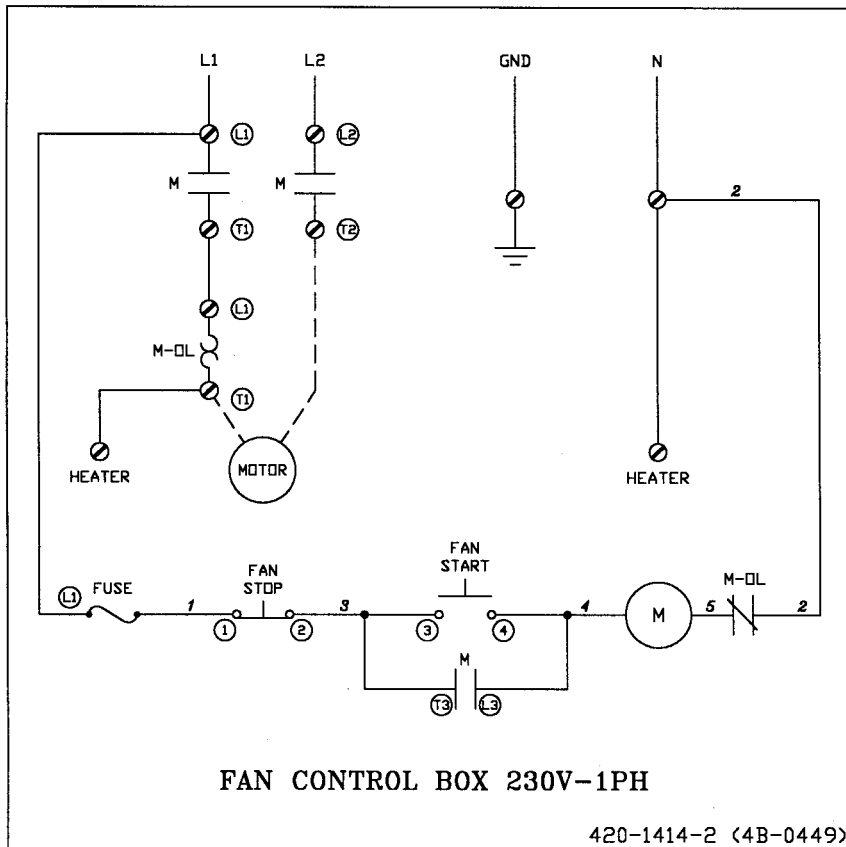 L1 L2 GND N
L1 L2
M M
2
T1 T2
L1
M-OL
T1
HEATER MOTOR HEATER
FAN
START
FAN
STOP
M-OL
L1 FUSE 1 3 4 M 5 2
1 2 3 4
M
T3 L3
FAN CONTROL BOX 230V-1PH
420-1414-2 (4B-0449)